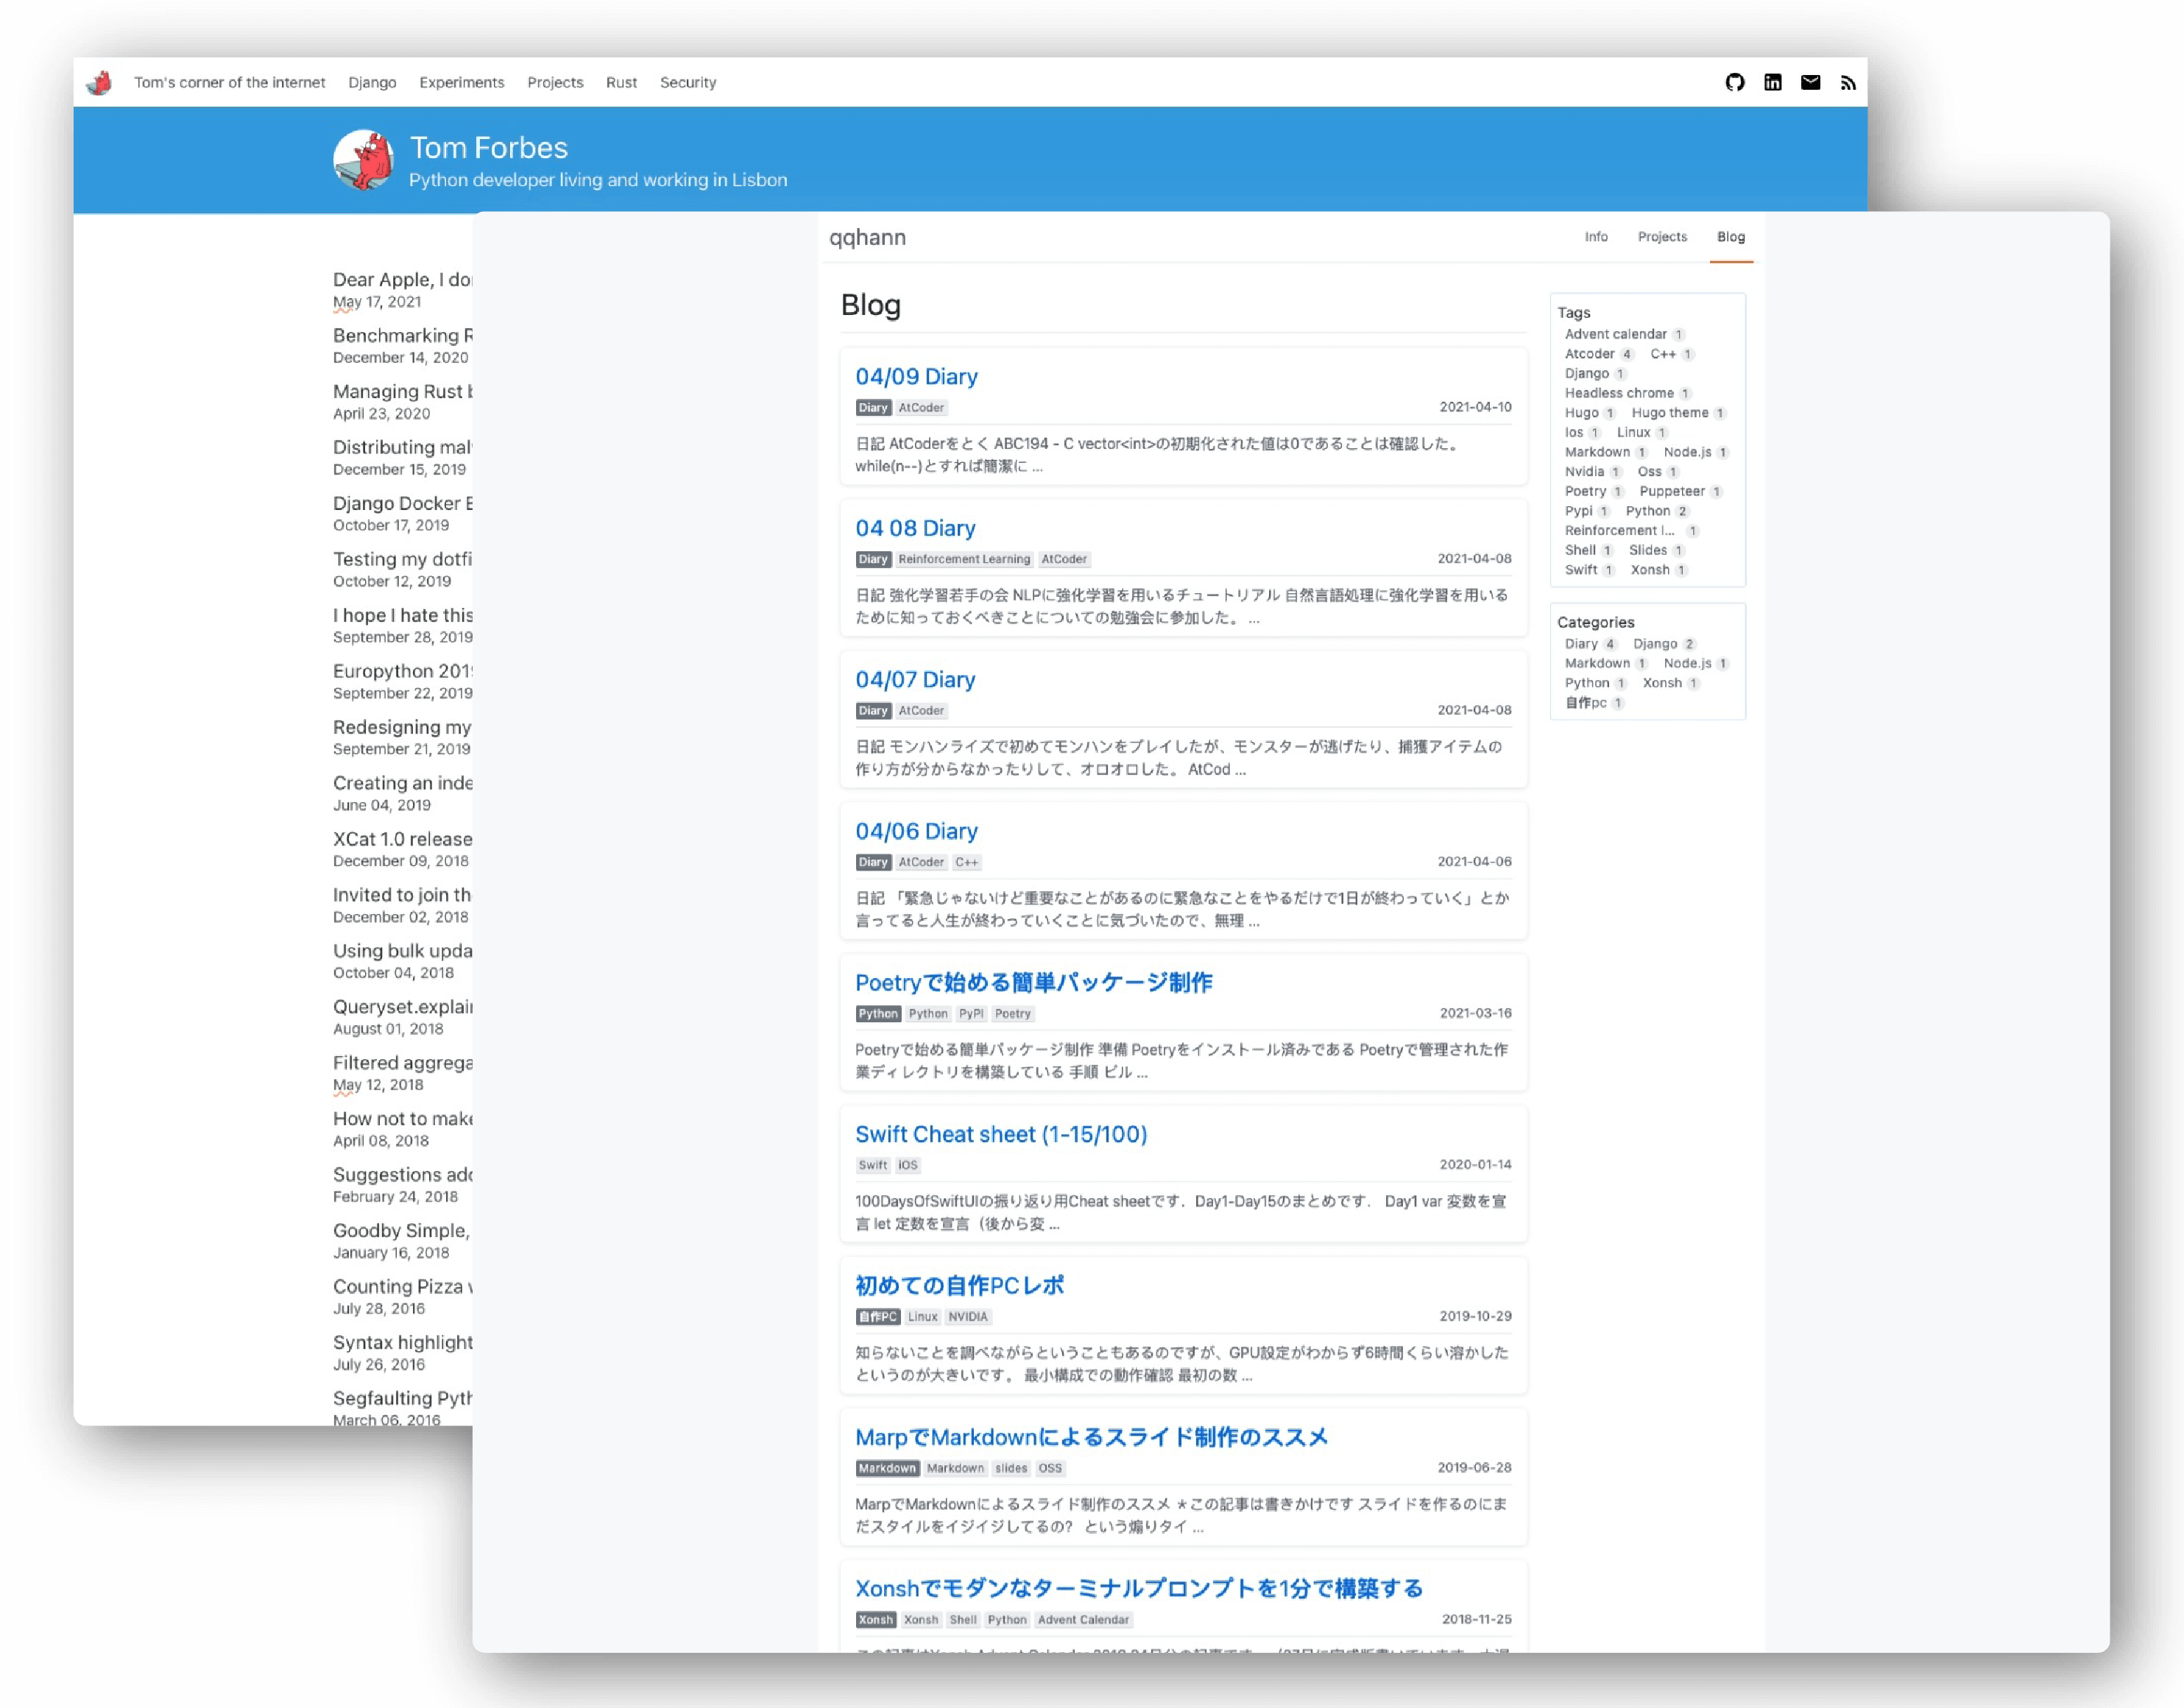 Tom's corner of the internet Django Experiments Projects Rust Security
Tom Forbes
Python developer living and working in Lisbon
Dear Apple, I do
May 17, 2021
Benchmarking
December 14, 2020
Managing Rust
April 23, 2020
Distributing
December 15, 2019
Django Docker
October 17, 2019
Testing my
October 12, 2019
I hope I hate this
September 28, 2019
Europython
September 22, 2019
Redesigning my
September 21, 2019
Creating an
June 04, 2019
XCat 1.0 release
December 09, 2018
Invited to join
December 02, 2018
Using bulk
October 04, 2018
Queryset.explai
August 01, 2018
Filtered
May 12, 2018
How not to make
April 08, 2018
Suggestions
February 24, 2018
Goodby Simple,
January 16, 2018
Counting Pizza
July 28, 2016
Syntax highlight
July 26, 2016
Segfaulting
March 06, 2016
qqhann
Info Projects Blog
Blog
04/09 Diary
Diary AtCoder 2021-04-10
日記 AtCoderをとく ABC194 - C vector<int>の初期化された値は0であることは確認した。
while(n--)とすれば簡潔に ...
04 08 Diary
Diary Reinforcement Learning AtCoder 2021-04-08
日記 強化学習若手の会 NLPに強化学習を用いるチュートリアル 自然言語処理に強化学習を用いる
ために知っておくべきことについての勉強会に参加した。 ...
04/07 Diary
Diary AtCoder 2021-04-08
日記 モンハンライズで初めてモンハンをプレイしたが、モンスターが逃げたり、捕獲アイテムの
作り方が分からなかったりして、オロオロした。 AtCod ...
04/06 Diary
Diary AtCoder C++ 2021-04-06
日記 「緊急じゃないけど重要なことがあるのに緊急なことをやるだけで1日が終わっていく」とか
言ってると人生が終わっていくことに気づいたので、無理 ...
Poetryで始める簡単パッケージ制作
Python Python PyPI Poetry 2021-03-16
Poetryで始める簡単パッケージ制作 準備 Poetryをインストール済みである Poetryで管理された作
業ディレクトリを構築している 手順 ビル ...
Swift Cheat sheet (1-15/100)
Swift iOS 2020-01-14
100DaysOfSwiftUIの振り返り用Cheat sheetです．Day1-Day15のまとめです． Day1 var 変数を宣
言 let 定数を宣言（後から変 ...
初めての自作PCレポ
自作PC Linux NVIDIA 2019-10-29
知らないことを調べながらということもあるのですが、GPU設定がわからず6時間くらい溶かした
というのが大きいです。 最小構成での動作確認 最初の数 ...
MarpでMarkdownによるスライド制作のススメ
Markdown Markdown slides OSS 2019-06-28
MarpでMarkdownによるスライド制作のススメ ＊この記事は書きかけです スライドを作るのにま
だスタイルをイジイジしてるの？ という煽りタイ ...
Xonshでモダンなターミナルプロンプトを1分で構築する
Xonsh Xonsh Shell Python Advent Calendar 2018-11-25
Tags
Advent calendar 1
Atcoder 4 C++ 1
Django 1
Headless chrome 1
Hugo 1 Hugo theme 1
Ios 1 Linux 1
Markdown 1 Node.js 1
Nvidia 1 Oss 1
Poetry 1 Puppeteer 1
Pypi 1 Python 2
Reinforcement l... 1
Shell 1 Slides 1
Swift 1 Xonsh 1
Categories
Diary 4 Django 2
Markdown 1 Node.js 1
Python 1 Xonsh 1
自作pc 1